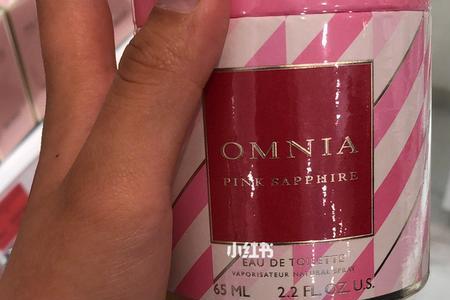 OMNIA
PINK SAPPHIRE
小红书
EAU DE TOILETTE
VAPORISATEUR NATURAL SPRAY
65 ML 2.2 FL.OZ.U.S.